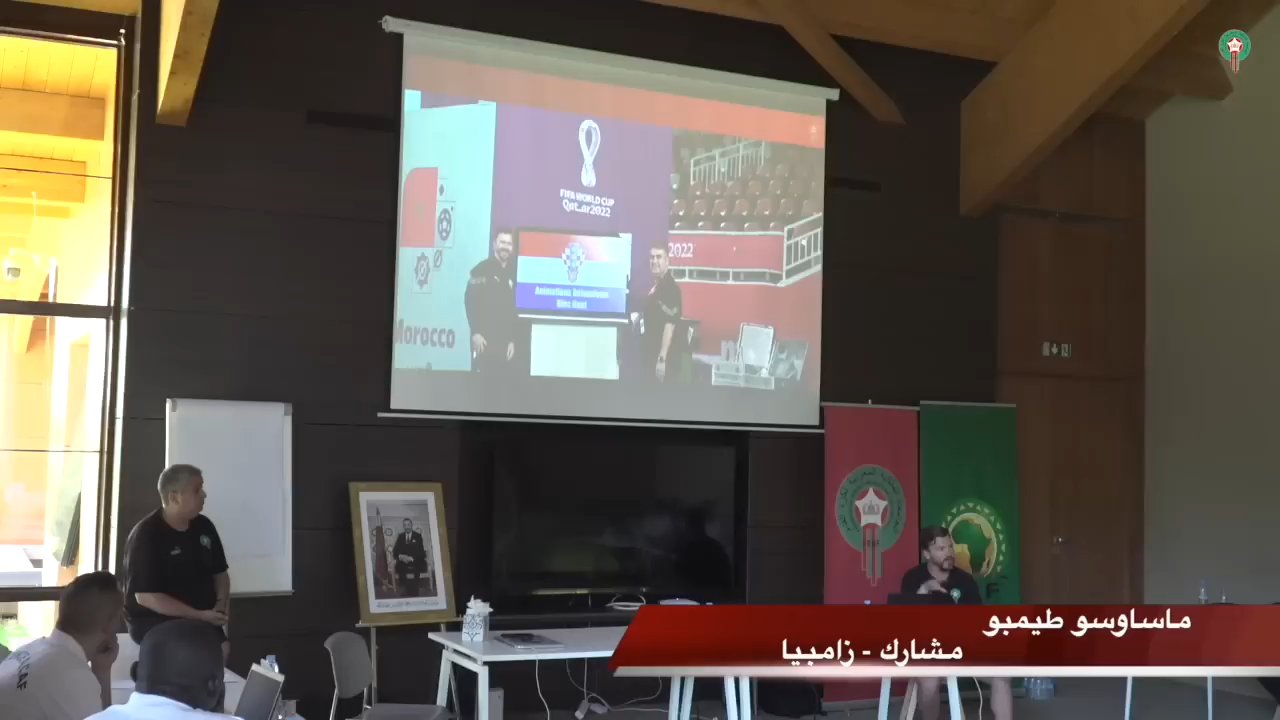 FIFA WORLD CUP
Qatar2022
2022
Morocco
ماساوسو طيمبو
مشارك - زامبيا